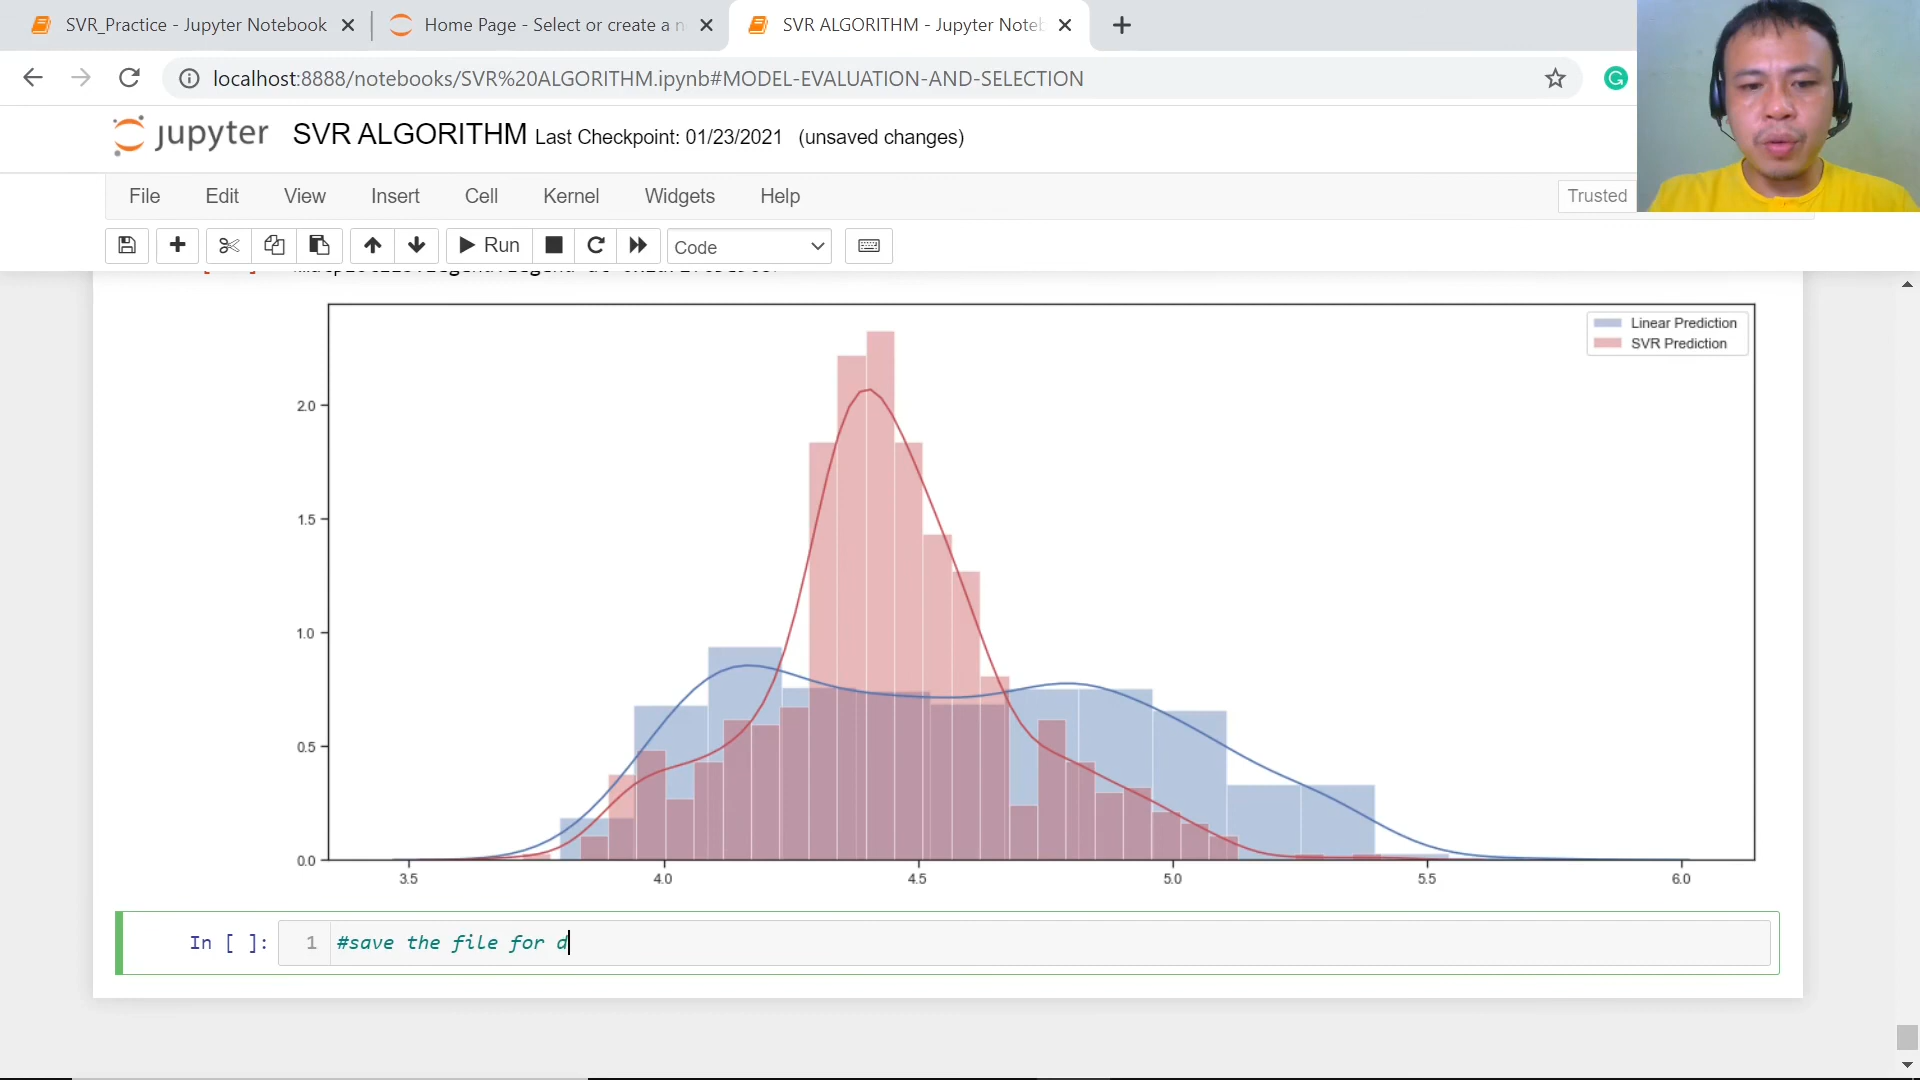 SVR_Practice - Jupyter Notebook
Home Page - Select or create a n
SVR ALGORITHM - Jupyter Noteb
localhost:8888/notebooks/SVR%20ALGORITHM.ipynb#MODEL-EVALUATION-AND-SELECTION
G
jupyter SVR ALGORITHM Last Checkpoint: 01/23/2021 (unsaved changes)
File Edit View Insert Cell Kernel Widgets Help
Trusted
Run
Code
Linear Prediction
SVR Prediction
2.0
1.5
1.0
0.5
0.0
3.5 4.0 4.5 5.0 5.5 6.0
In [ ]: 1 #save the file for d